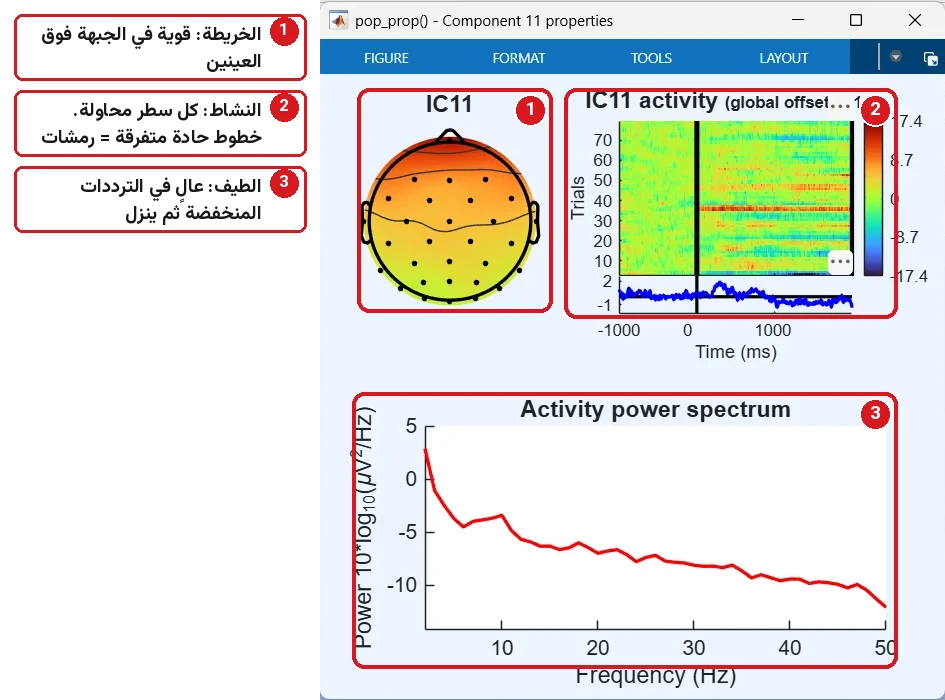 1
الخريطة: قوية في الجبهة فوق
العينين
2
النشاط: كل سطر محاولة.
خطوط حادة متفرقة = رمشات
3
الطيف: عالٍ في الترددات
المنخفضة ثم ينزل
pop_prop() - Component 11 properties
FIGURE FORMAT TOOLS LAYOUT
IC11
1
IC11 activity (global offset...1
2
Trials
70
60
50
40
30
20
10
2
-1
-1000 0 1000
Time (ms)
17.4
8.7
0
-8.7
-17.4
Activity power spectrum
3
Power 10*log10(μV2/Hz)
5
0
-5
-10
10 20 30 40 50
Frequency (Hz)